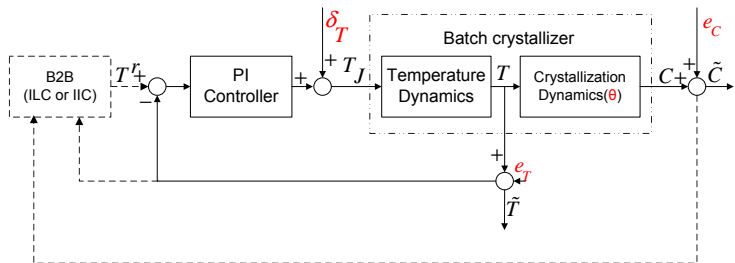 δ_T
e_C
Batch crystallizer
B2B
(ILC or IIC)
T^r
+
−
PI
Controller
+
+
T_J
Temperature
Dynamics
T
Crystallization
Dynamics(θ)
C
+
+
C̃
+
e_T
T̃